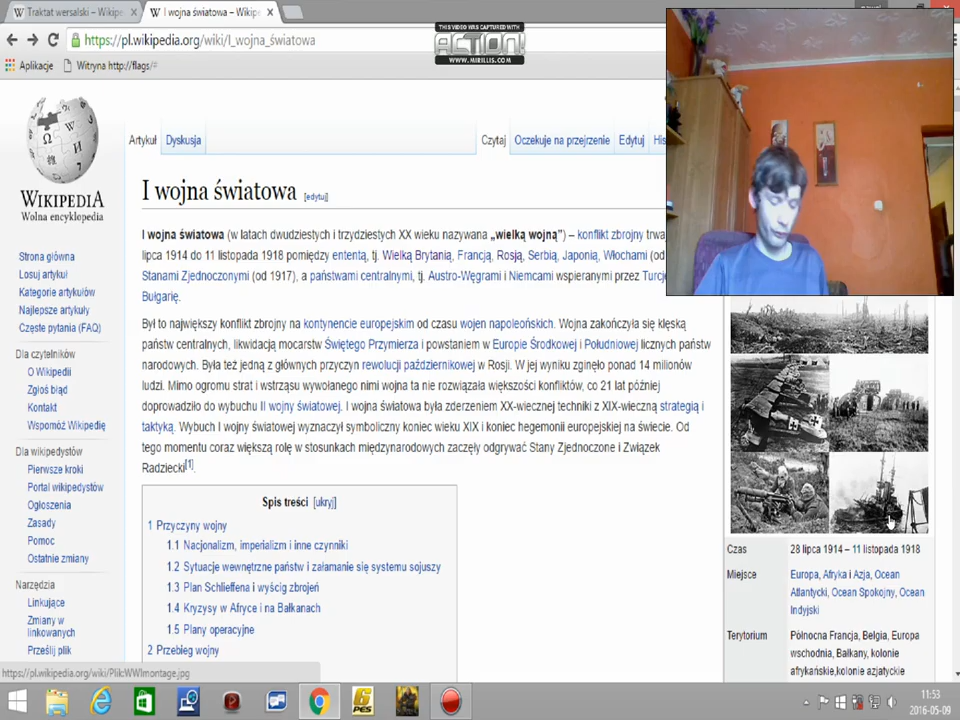 Traktat wersalski – Wikipe
I wojna światowa – Wikipe
THIS VIDEO WAS CAPTURED WITH
ACTION!
WWW.MIRILLIS.COM
https://pl.wikipedia.org/wiki/I_wojna_światowa
Aplikacje
Witryna http://flags/#
WIKIPEDIA
Wolna encyklopedia
Strona główna
Losuj artykuł
Kategorie artykułów
Najlepsze artykuły
Częste pytania (FAQ)
Dla czytelników
O Wikipedii
Zgłoś błąd
Kontakt
Wspomóż Wikipedię
Dla wikipedystów
Pierwsze kroki
Portal wikipedystów
Ogłoszenia
Zasady
Pomoc
Ostatnie zmiany
Narzędzia
Linkujące
Zmiany w
linkowanych
Prześlij plik
Artykuł Dyskusja
Czytaj Oczekuje na przejrzenie Edytuj His
I wojna światowa [edytuj]
I wojna światowa (w latach dwudziestych i trzydziestych XX wieku nazywana „wielką wojną”) – konflikt zbrojny trwa
lipca 1914 do 11 listopada 1918 pomiędzy ententą, tj. Wielką Brytanią, Francją, Rosją, Serbią, Japonią, Włochami (od
Stanami Zjednoczonymi (od 1917), a państwami centralnymi, tj. Austro-Węgrami i Niemcami wspieranymi przez Turcję
Bułgarię.
Był to największy konflikt zbrojny na kontynencie europejskim od czasu wojen napoleońskich. Wojna zakończyła się klęską
państw centralnych, likwidacją mocarstw Świętego Przymierza i powstaniem w Europie Środkowej i Południowej licznych państw
narodowych. Była też jedną z głównych przyczyn rewolucji październikowej w Rosji. W jej wyniku zginęło ponad 14 milionów
ludzi. Mimo ogromu strat i wstrząsu wywołanego nimi wojna ta nie rozwiązała większości konfliktów, co 21 lat później
doprowadziło do wybuchu II wojny światowej. I wojna światowa była zderzeniem XX-wiecznej techniki z XIX-wieczną strategią i
taktyką. Wybuch I wojny światowej wyznaczył symboliczny koniec wieku XIX i koniec hegemonii europejskiej na świecie. Od
tego momentu coraz większą rolę w stosunkach międzynarodowych zaczęły odgrywać Stany Zjednoczone i Związek
Radziecki[1].
Spis treści [ukryj]
1 Przyczyny wojny
1.1 Nacjonalizm, imperializm i inne czynniki
1.2 Sytuacje wewnętrzne państw i załamanie się systemu sojuszy
1.3 Plan Schlieffena i wyścig zbrojeń
1.4 Kryzysy w Afryce i na Bałkanach
1.5 Plany operacyjne
2 Przebieg wojny
Czas 28 lipca 1914 – 11 listopada 1918
Miejsce Europa, Afryka i Azja, Ocean
Atlantycki, Ocean Spokojny, Ocean
Indyjski
Terytorium Północna Francja, Belgia, Europa
wschodnia, Bałkany, kolonie
afrykańskie,kolonie azjatyckie
https://pl.wikipedia.org/wiki/Plik:WWImontage.jpg
PES
6
11:53
2016-05-09